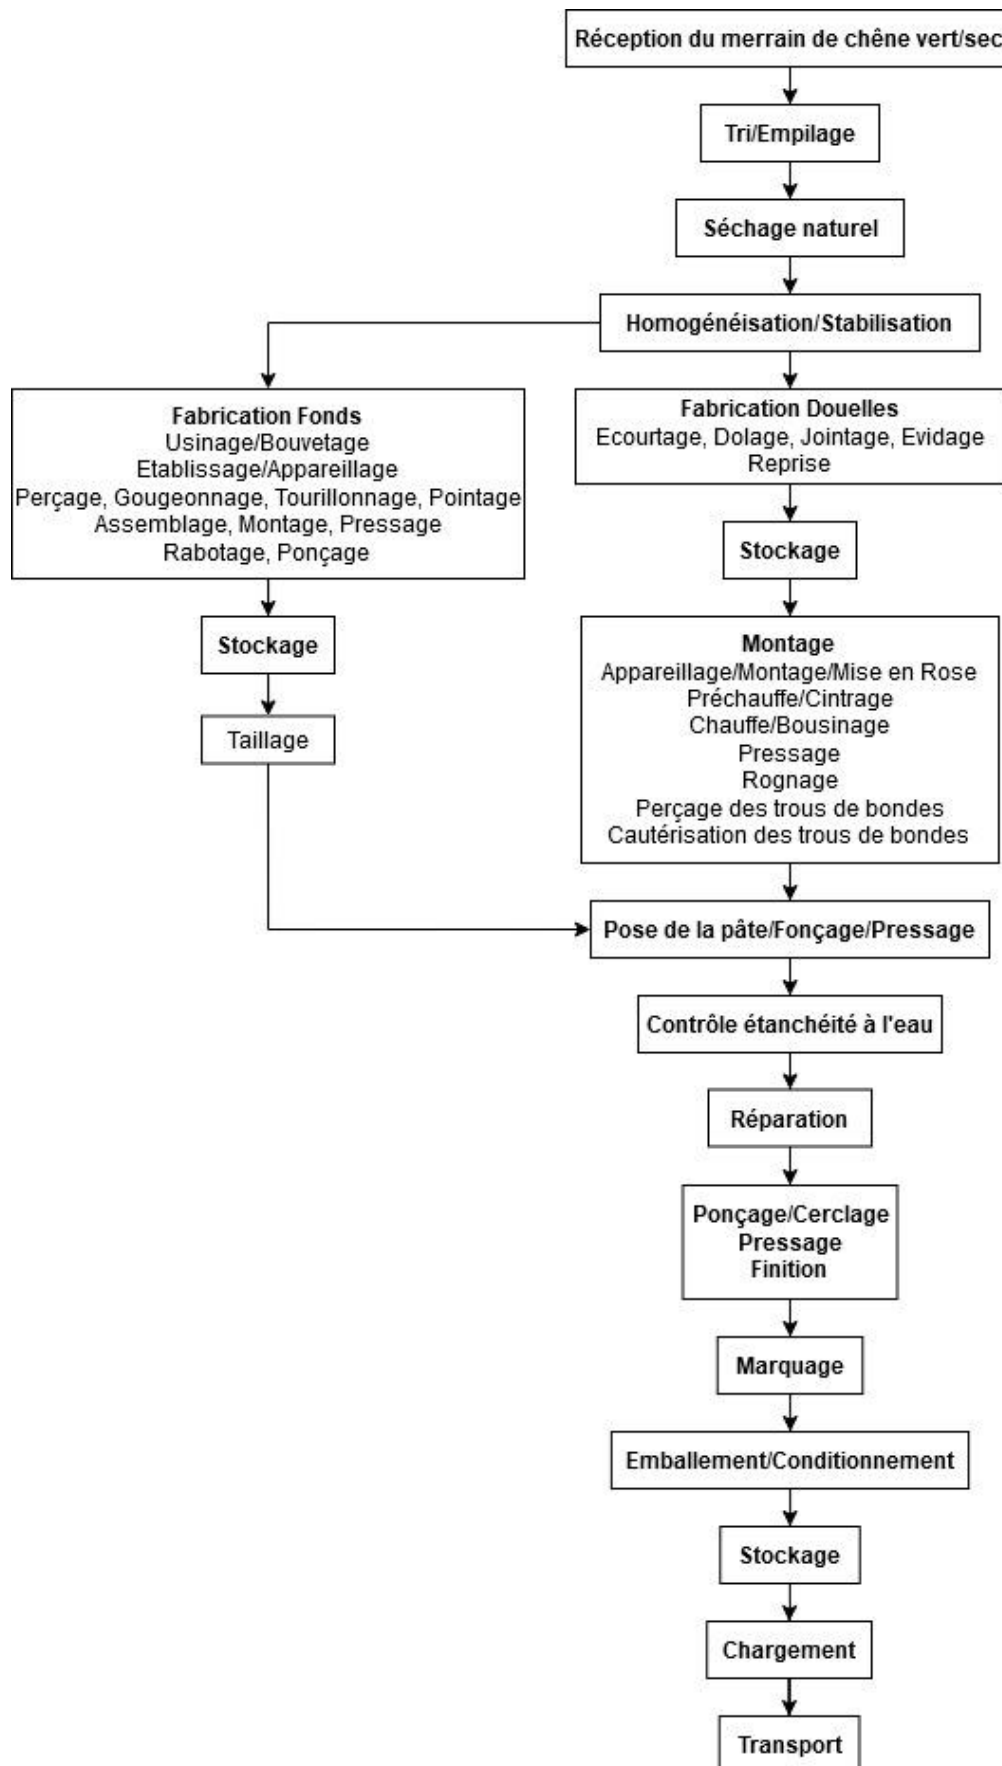 Réception du merrain de chêne vert/sec
Tri/Empilage
Séchage naturel
Homogénéisation/Stabilisation
Fabrication Fonds
Usinage/Bouvetage
Etablissage/Appareillage
Perçage, Gougeonnage, Tourillonnage, Pointage
Assemblage, Montage, Pressage
Rabotage, Ponçage
Stockage
Taillage
Fabrication Douelles
Ecourtage, Dolage, Jointage, Evidage
Reprise
Stockage
Montage
Appareillage/Montage/Mise en Rose
Préchauffe/Cintrage
Chauffe/Bousinage
Pressage
Rognage
Perçage des trous de bondes
Cautérisation des trous de bondes
Pose de la pâte/Fonçage/Pressage
Contrôle étanchéité à l'eau
Réparation
Ponçage/Cerclage
Pressage
Finition
Marquage
Emballement/Conditionnement
Stockage
Chargement
Transport